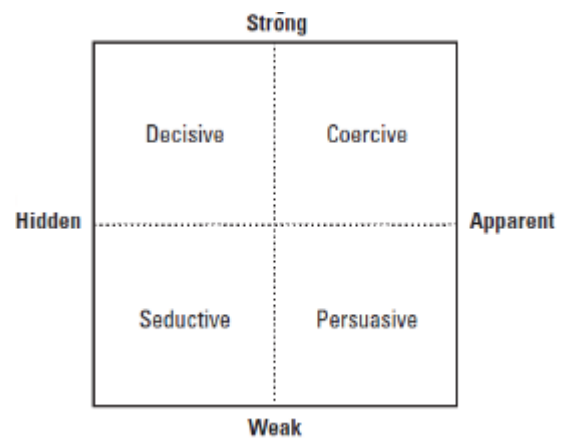 Strong
Decisive Coercive
Hidden Apparent
Seductive Persuasive
Weak